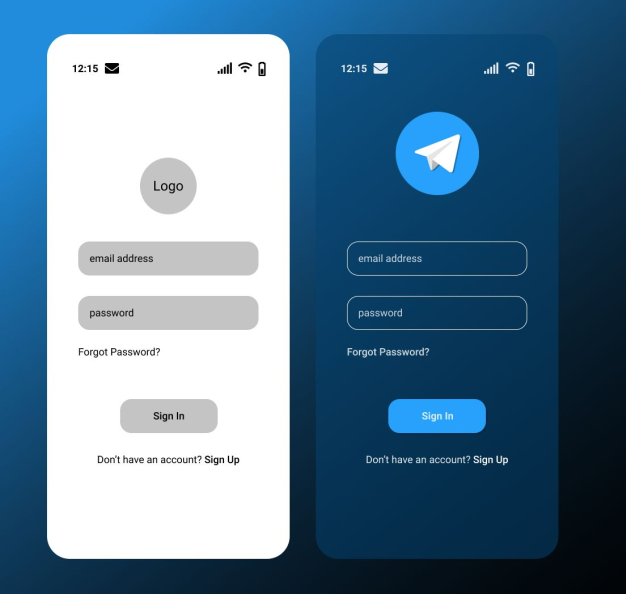 12:15
Logo
email address
password
Forgot Password?
Sign In
Don't have an account? Sign Up
12:15
email address
password
Forgot Password?
Sign In
Don't have an account? Sign Up